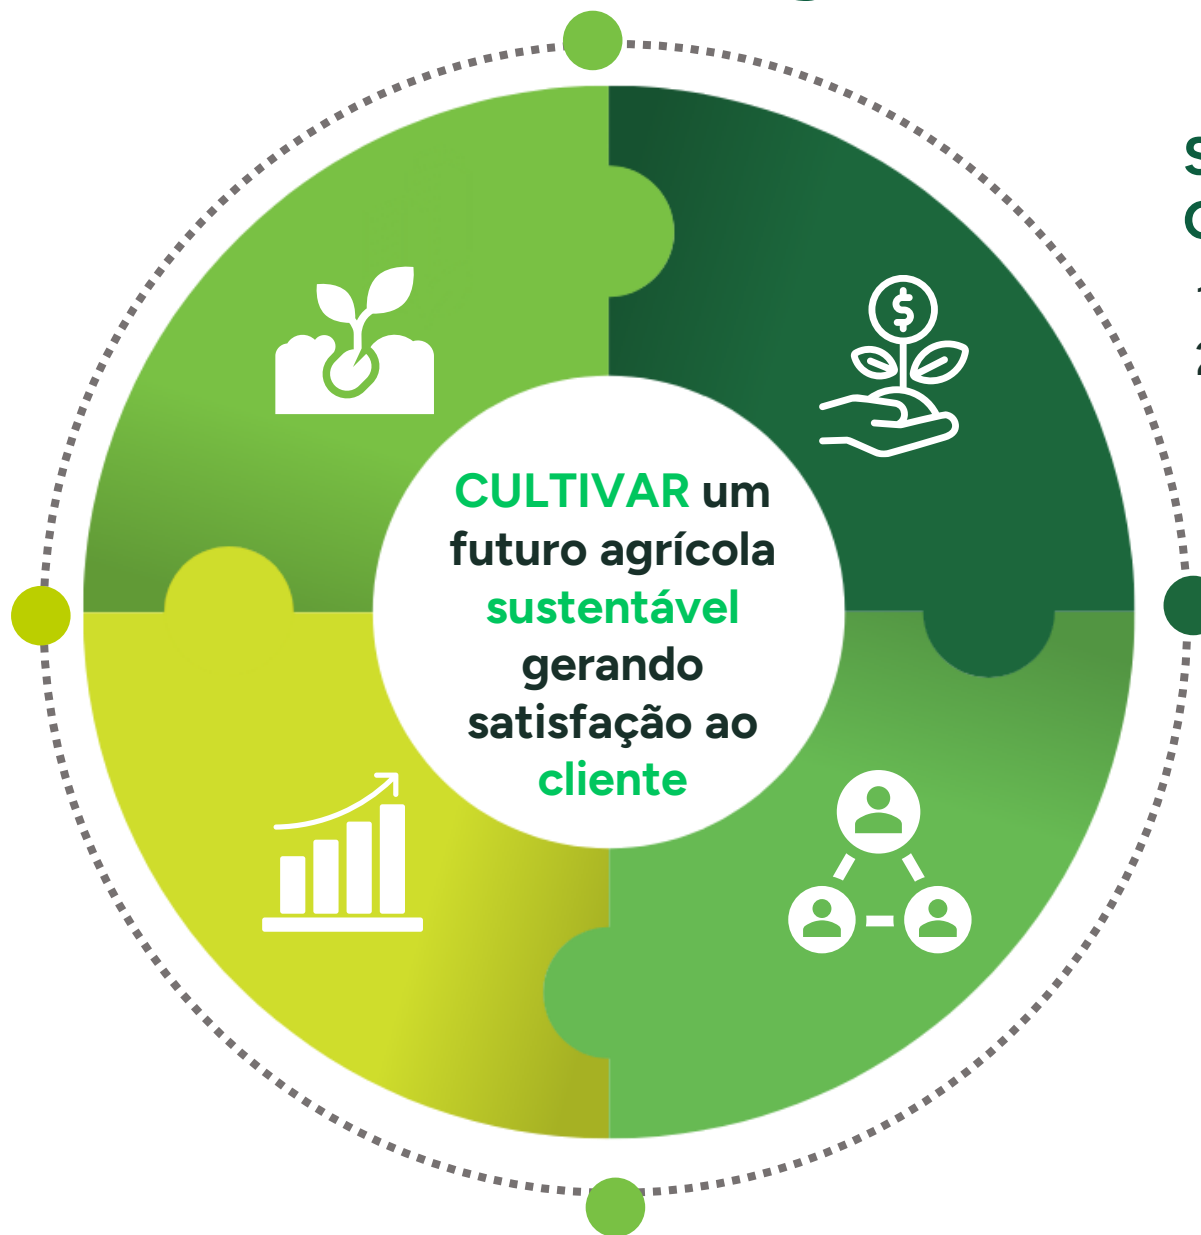 CULTIVAR um
futuro agrícola
sustentável
gerando
satisfação ao
cliente
$